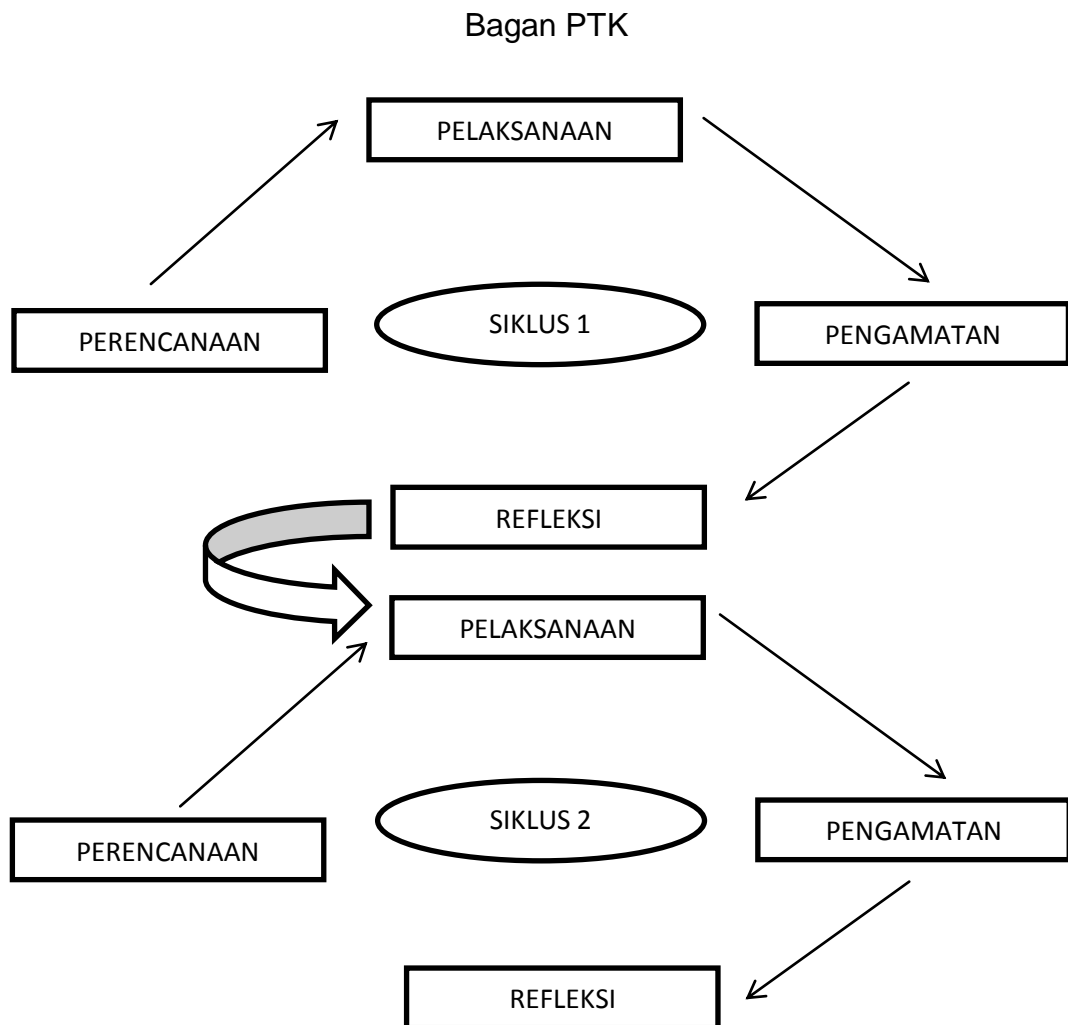 Bagan PTK
PELAKSANAAN
PERENCANAAN
SIKLUS 1
PENGAMATAN
REFLEKSI
PELAKSANAAN
PERENCANAAN
SIKLUS 2
PENGAMATAN
REFLEKSI